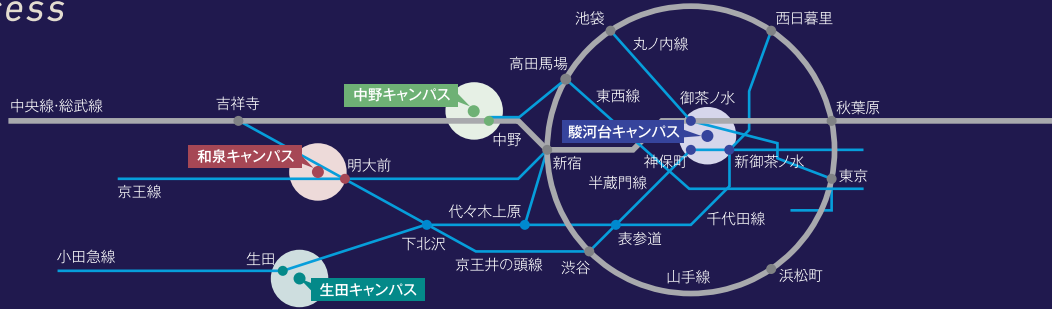 ess
池袋
西日暮里
丸ノ内線
高田馬場
中野キャンパス
東西線
御茶ノ水
中央線・総武線
吉祥寺
秋葉原
中野
駿河台キャンパス
和泉キャンパス
明大前
新宿
神保町
新御茶ノ水
京王線
半蔵門線
東京
代々木上原
千代田線
下北沢
表参道
小田急線
生田
京王井の頭線
渋谷
山手線
浜松町
生田キャンパス